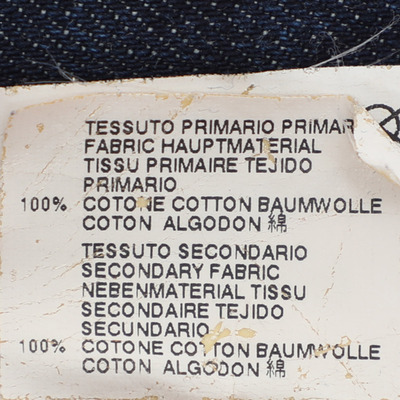 TESSUTO PRIMARIO PRIMAR
FABRIC HAUPTMATERIAL
TISSU PRIMAIRE TEJIDO
PRIMARIO
100% COTONE COTTON BAUMWOLLE
COTON ALGODON 綿
TESSUTO SECONDARIO
SECONDARY FABRIC
NEBENMATERIAL TISSU
SECONDAIRE TEJIDO
SECUNDARIO
100% COTONE COTTON BAUMWOLLE
COTON ALGODON 綿